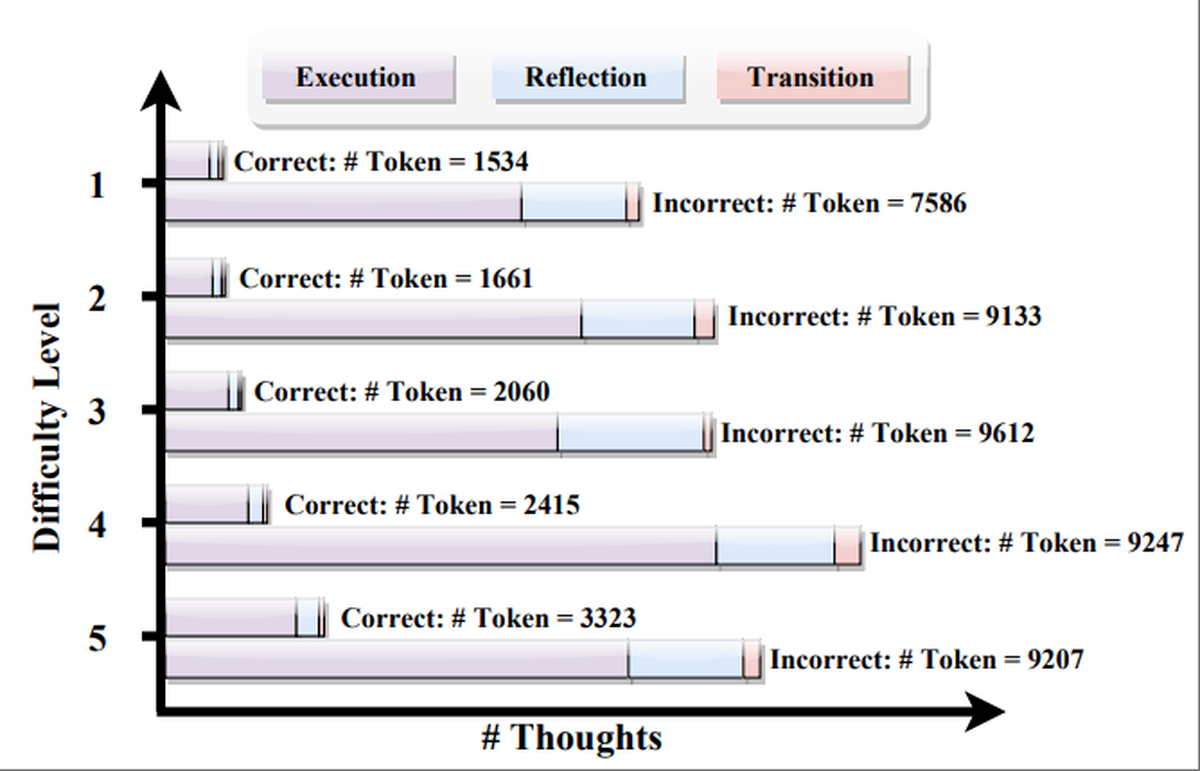 Execution Reflection Transition
Correct: # Token = 1534
1
Incorrect: # Token = 7586
Correct: # Token = 1661
2
Incorrect: # Token = 9133
Correct: # Token = 2060
3
Incorrect: # Token = 9612
Correct: # Token = 2415
4
Incorrect: # Token = 9247
Correct: # Token = 3323
5
Incorrect: # Token = 9207
Difficulty Level
# Thoughts